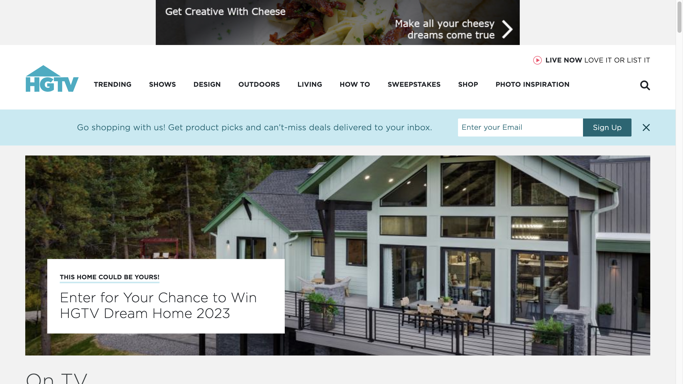 Get Creative With Cheese
Make all your cheesy
dreams come true
LIVE NOW LOVE IT OR LIST IT
HGTV
TRENDING SHOWS DESIGN OUTDOORS LIVING HOW TO SWEEPSTAKES SHOP PHOTO INSPIRATION
Go shopping with us! Get product picks and can't-miss deals delivered to your inbox.
Enter your Email
Sign Up
THIS HOME COULD BE YOURS!
Enter for Your Chance to Win
HGTV Dream Home 2023
On TV